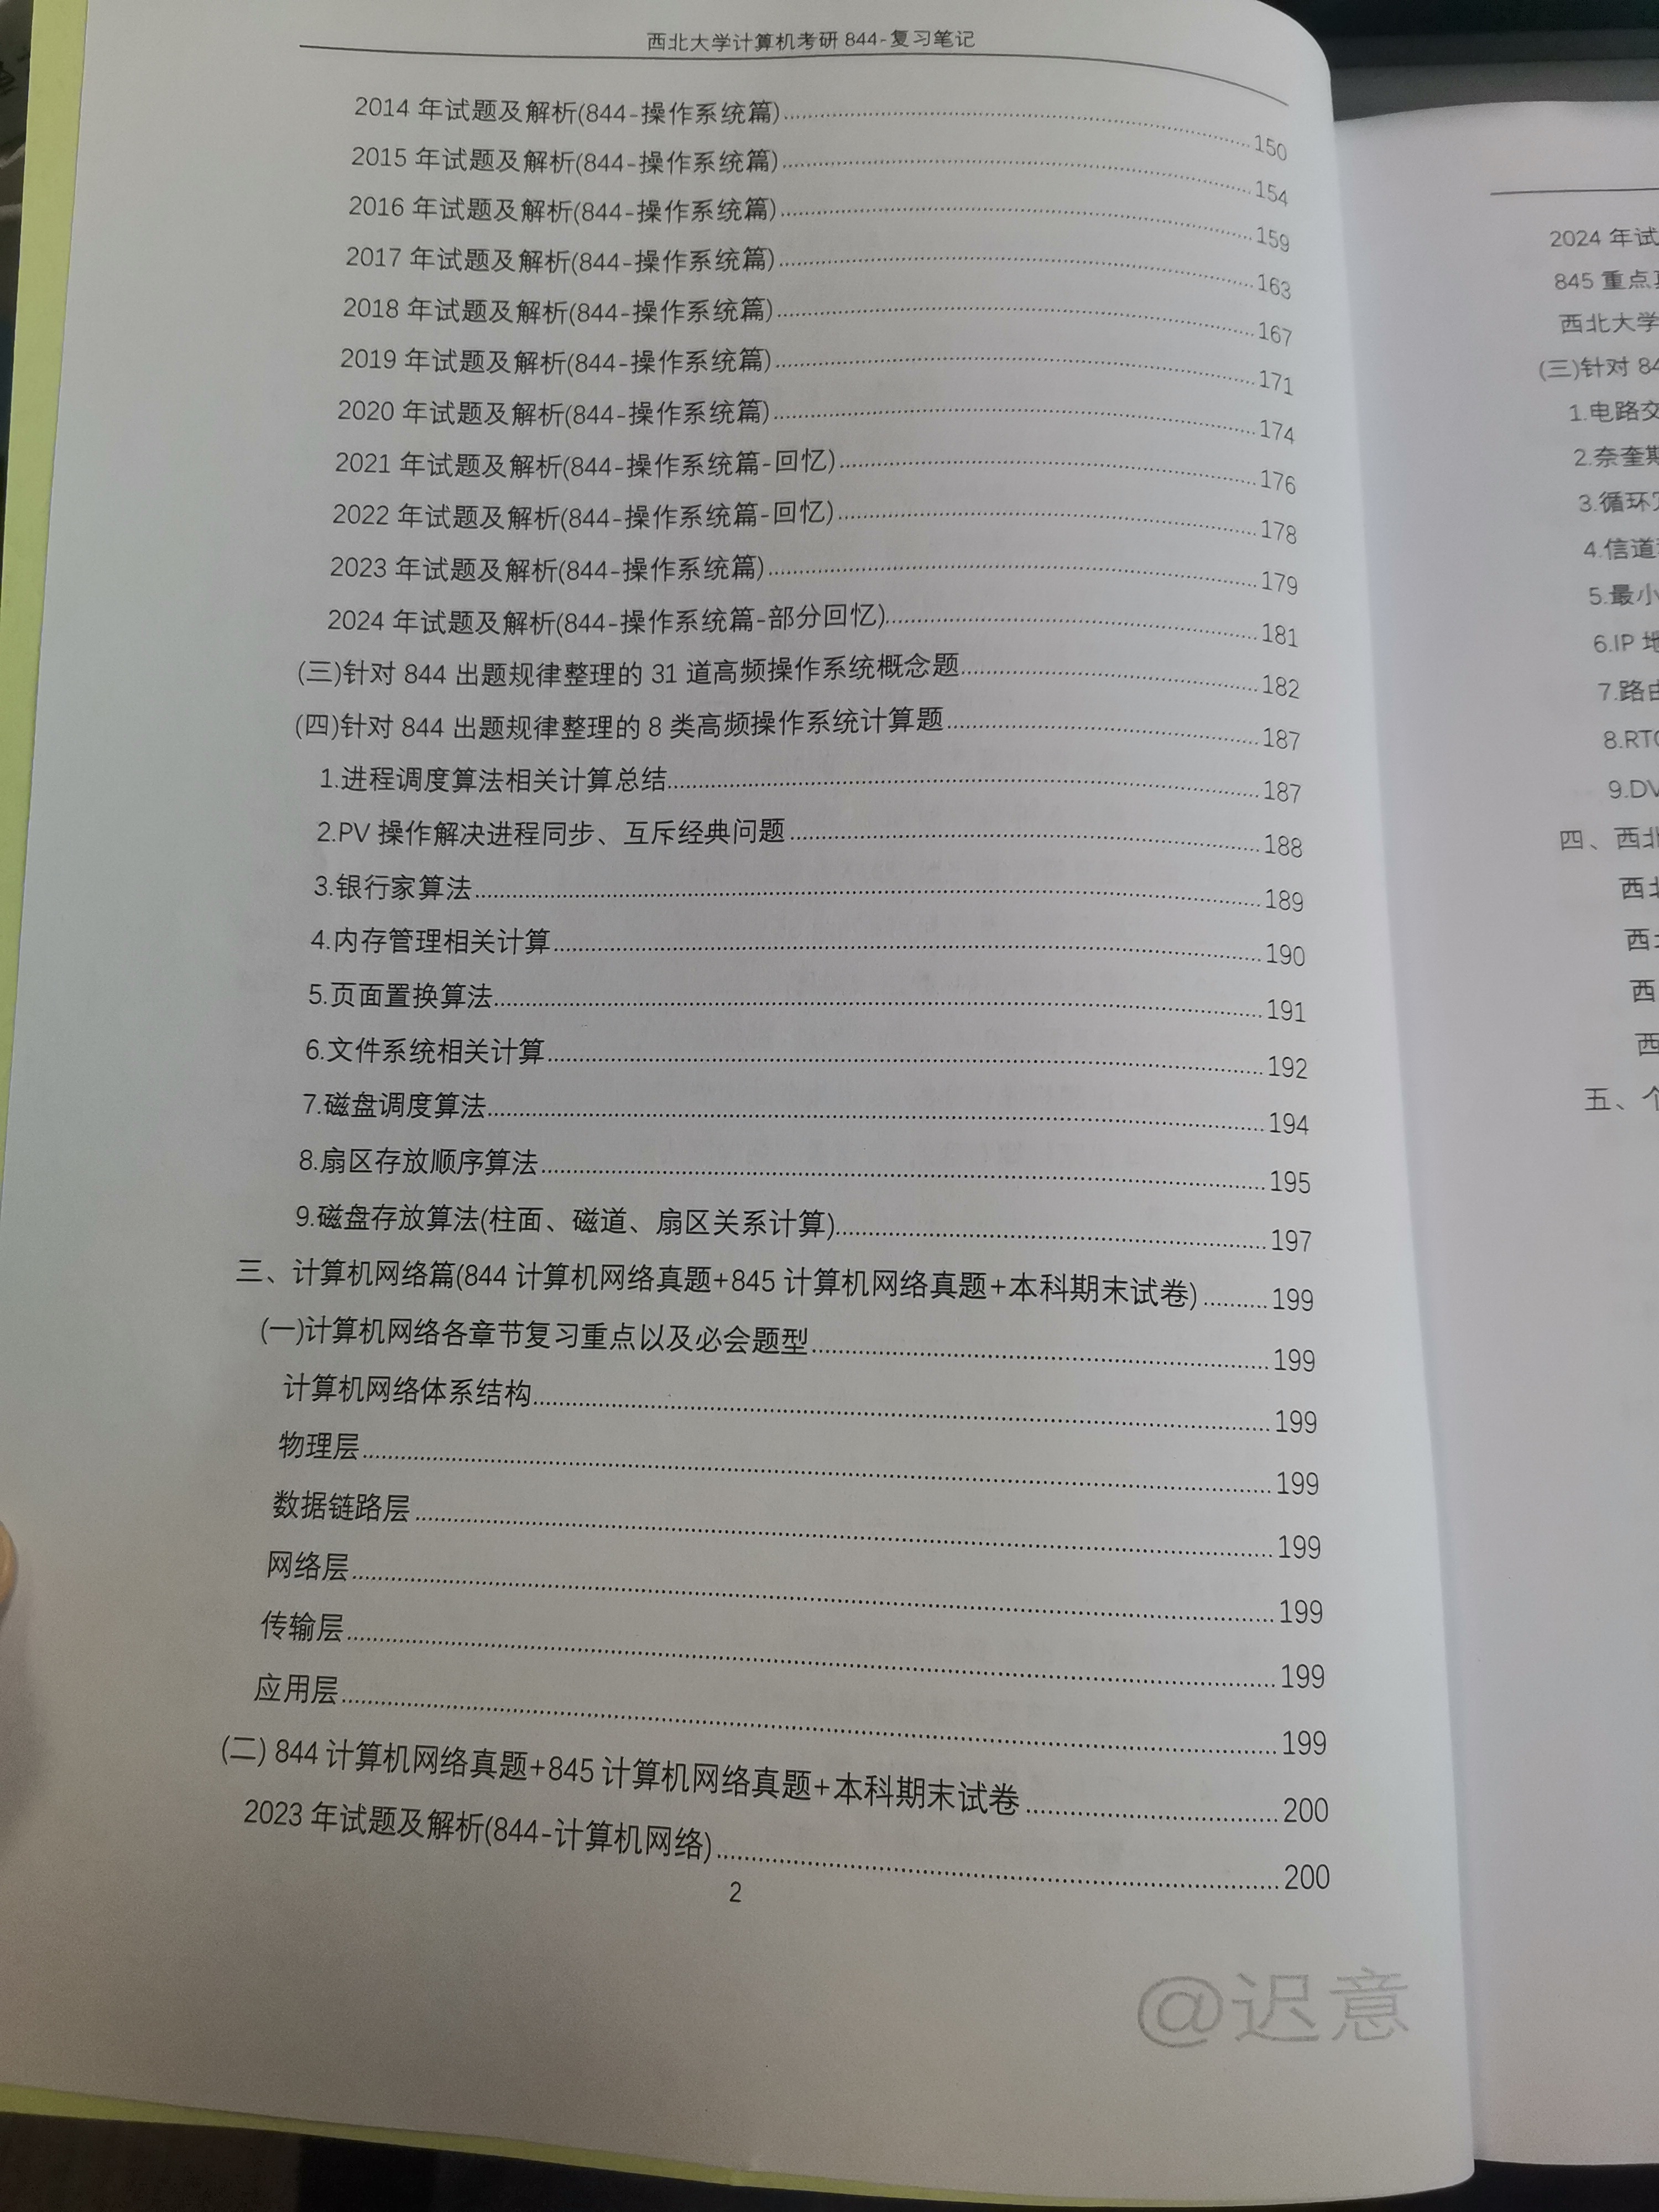 西北大学计算机考研 844-复习笔记
2014 年试题及解析(844-操作系统篇)........150
2015 年试题及解析(844-操作系统篇)........154
2016 年试题及解析(844-操作系统篇)........159
2017 年试题及解析(844-操作系统篇)........163
2018 年试题及解析(844-操作系统篇)........167
2019 年试题及解析(844-操作系统篇)........171
2020 年试题及解析(844-操作系统篇)........174
2021 年试题及解析(844-操作系统篇-回忆)........176
2022 年试题及解析(844-操作系统篇-回忆)........178
2023 年试题及解析(844-操作系统篇)........179
2024 年试题及解析(844-操作系统篇-部分回忆)........181
(三)针对 844 出题规律整理的 31 道高频操作系统概念题........182
(四)针对 844 出题规律整理的 8 类高频操作系统计算题........187
1.进程调度算法相关计算总结........187
2.PV 操作解决进程同步、互斥经典问题........188
3.银行家算法........189
4.内存管理相关计算........190
5.页面置换算法........191
6.文件系统相关计算........192
7.磁盘调度算法........194
8.扇区存放顺序算法........195
9.磁盘存放算法(柱面、磁道、扇区关系计算)........197
三、计算机网络篇(844 计算机网络真题+845 计算机网络真题+本科期末试卷)........199
(一)计算机网络各章节复习重点以及必会题型........199
计算机网络体系结构........199
物理层........199
数据链路层........199
网络层........199
传输层........199
应用层........199
(二) 844 计算机网络真题+845 计算机网络真题+本科期末试卷........200
2023 年试题及解析(844-计算机网络)........200
2
@迟意
2024 年试
845 重点
西北大学
(三)针对 84
1.电路交
2.奈奎斯
3.循环
4.信道
5.最小
6.IP 地
7.路由
8.RT
9.DV
四、西北
西北
西北
西
西
五、个